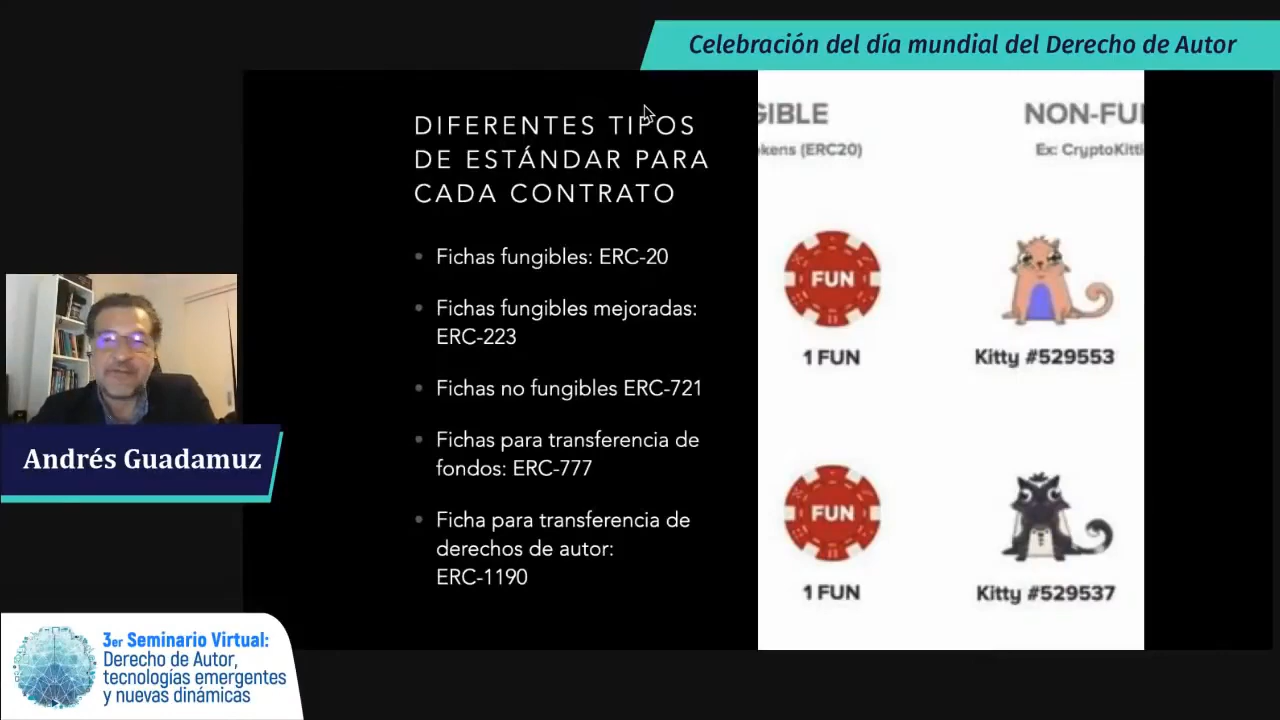 Celebración del día mundial del Derecho de Autor
DIFERENTES TIPOS
DE ESTÁNDAR PARA
CADA CONTRATO
Fichas fungibles: ERC-20
Fichas fungibles mejoradas:
ERC-223
Fichas no fungibles ERC-721
Fichas para transferencia de
fondos: ERC-777
Ficha para transferencia de
derechos de autor:
ERC-1190
GIBLE
kens (ERC20)
FUN
1 FUN
FUN
1 FUN
NON-FU
Ex: CryptoKitti
Kitty #529553
Kitty #529537
Andrés Guadamuz
3er Seminario Virtual:
Derecho de Autor,
tecnologías emergentes
y nuevas dinámicas